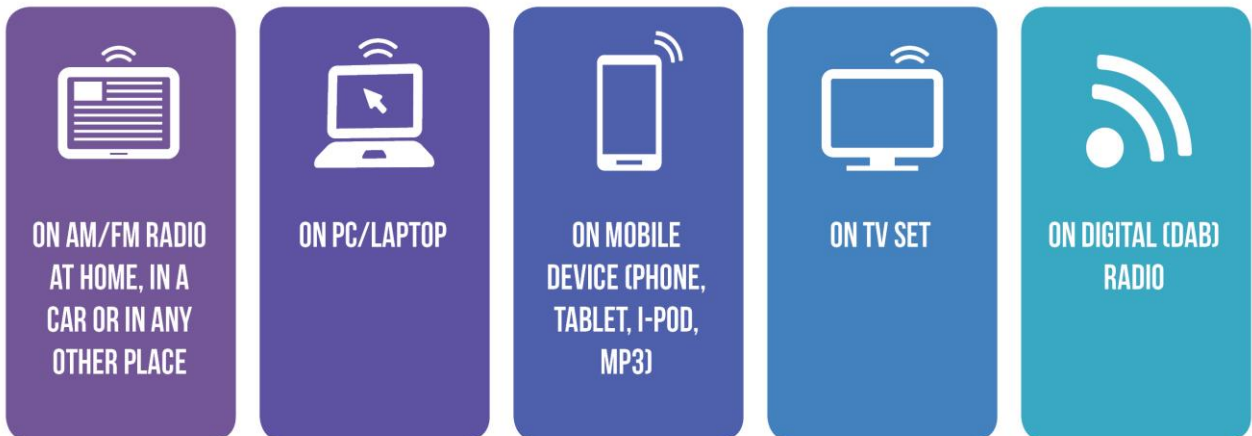 ON AM/FM RADIO
AT HOME, IN A
CAR OR IN ANY
OTHER PLACE
ON PC/LAPTOP
ON MOBILE
DEVICE (PHONE,
TABLET, I-POD,
MP3)
ON TV SET
ON DIGITAL (DAB)
RADIO